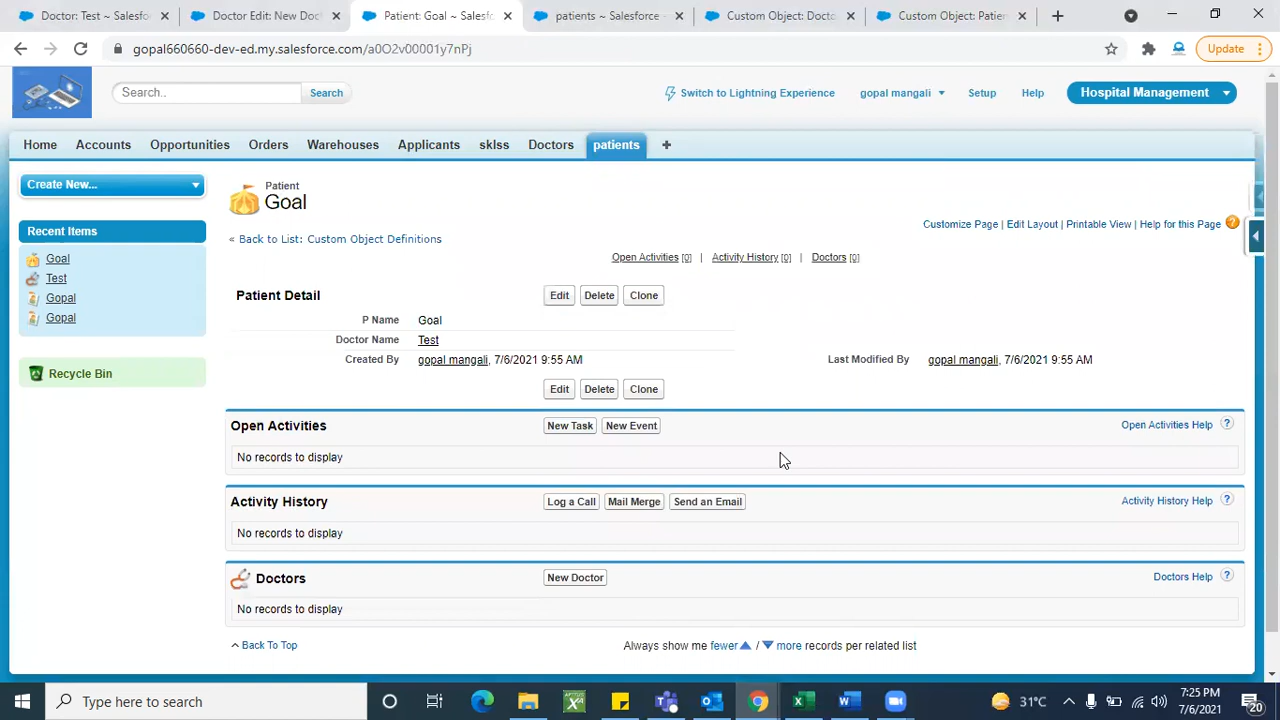 Doctor: Test ~ Salesfo
Doctor Edit: New Doc
Patient: Goal ~ Salesf
patients ~ Salesforce -
Custom Object: Docto
Custom Object: Patier
gopal660660-dev-ed.my.salesforce.com/a0O2v00001y7nPj
Update
Search..
Search
Switch to Lightning Experience
gopal mangali
Setup
Help
Hospital Management
Home
Accounts
Opportunities
Orders
Warehouses
Applicants
sklss
Doctors
patients
+
Create New...
Recent Items
Goal
Test
Gopal
Gopal
Recycle Bin
Patient
Goal
Customize Page | Edit Layout | Printable View | Help for this Page
« Back to List: Custom Object Definitions
Open Activities [0] | Activity History [0] | Doctors [0]
Patient Detail
Edit
Delete
Clone
P Name Goal
Doctor Name Test
Created By gopal mangali, 7/6/2021 9:55 AM
Last Modified By gopal mangali, 7/6/2021 9:55 AM
Edit
Delete
Clone
Open Activities
New Task
New Event
Open Activities Help
No records to display
Activity History
Log a Call
Mail Merge
Send an Email
Activity History Help
No records to display
Doctors
New Doctor
Doctors Help
No records to display
Back To Top
Always show me fewer / more records per related list
Type here to search
31°C
7:25 PM
7/6/2021
20